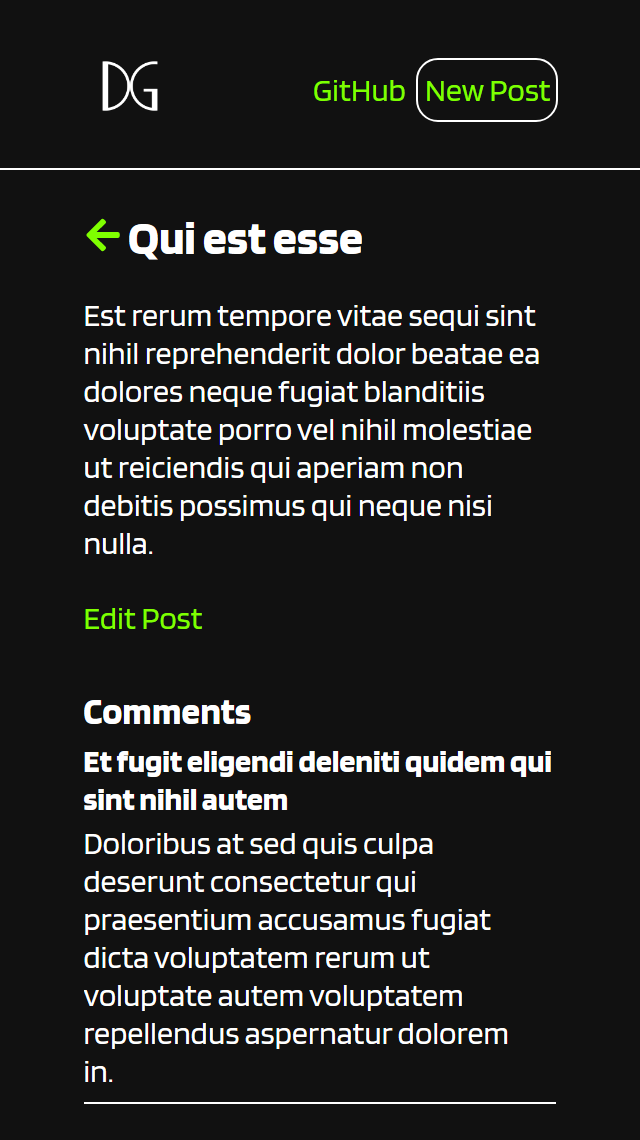 DG
GitHub New Post
Qui est esse
Est rerum tempore vitae sequi sint
nihil reprehenderit dolor beatae ea
dolores neque fugiat blanditiis
voluptate porro vel nihil molestiae
ut reiciendis qui aperiam non
debitis possimus qui neque nisi
nulla.
Edit Post
Comments
Et fugit eligendi deleniti quidem qui
sint nihil autem
Doloribus at sed quis culpa
deserunt consectetur qui
praesentium accusamus fugiat
dicta voluptatem rerum ut
voluptate autem voluptatem
repellendus aspernatur dolorem
in.